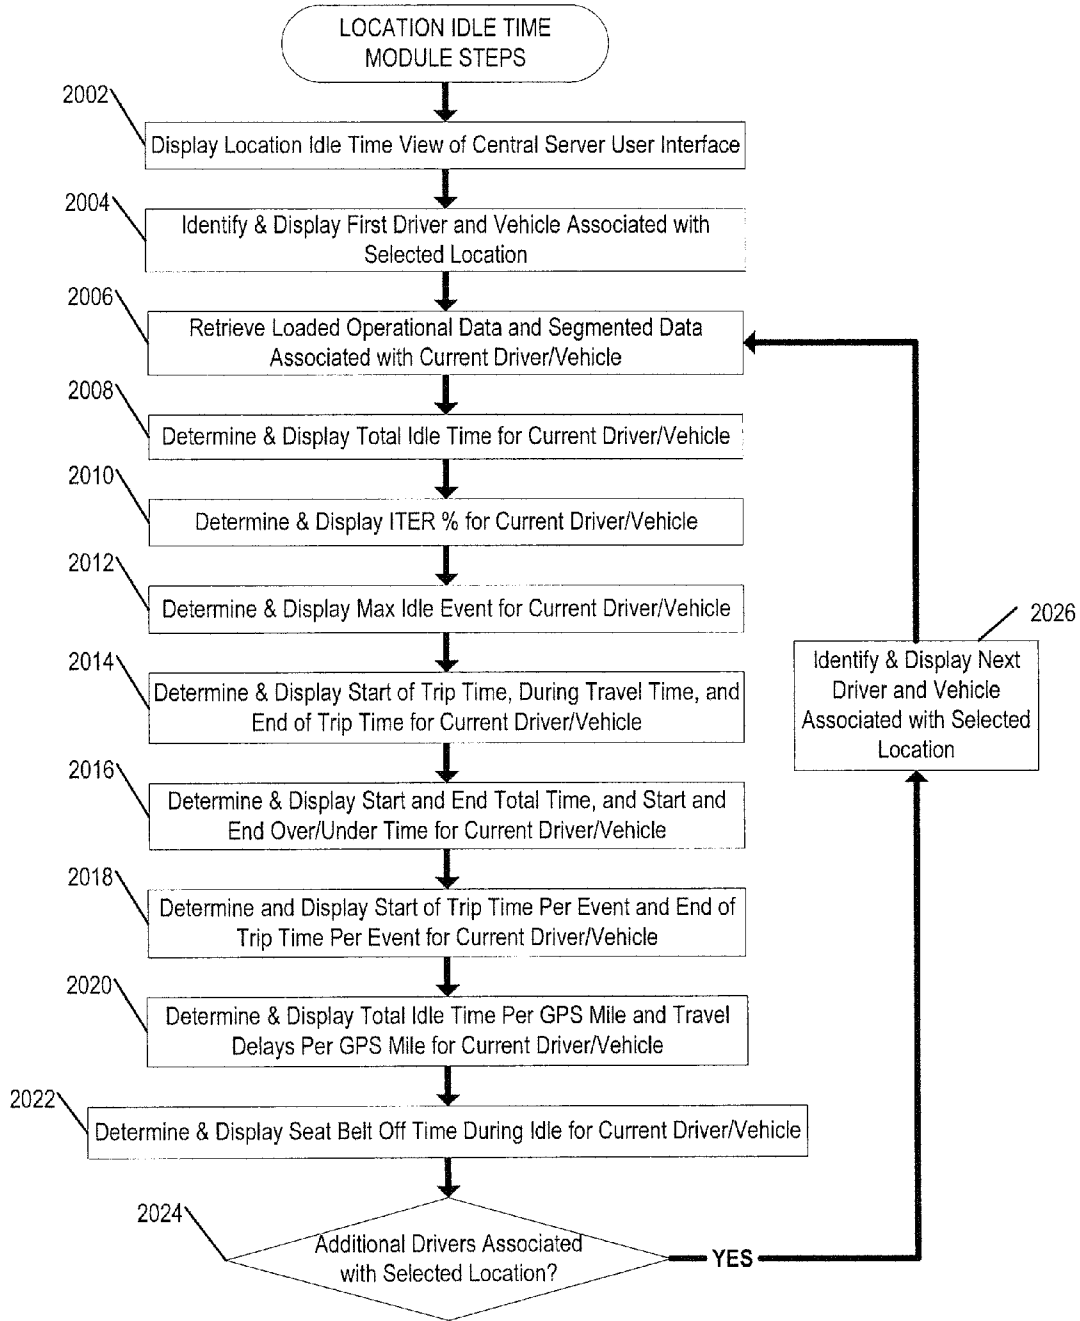 LOCATION IDLE TIME
MODULE STEPS
2002
Display Location Idle Time View of Central Server User Interface
2004
Identify & Display First Driver and Vehicle Associated with
Selected Location
2006
Retrieve Loaded Operational Data and Segmented Data
Associated with Current Driver/Vehicle
2008
Determine & Display Total Idle Time for Current Driver/Vehicle
2010
Determine & Display ITER % for Current Driver/Vehicle
2012
Determine & Display Max Idle Event for Current Driver/Vehicle
2014
Determine & Display Start of Trip Time, During Travel Time, and
End of Trip Time for Current Driver/Vehicle
2016
Determine & Display Start and End Total Time, and Start and
End Over/Under Time for Current Driver/Vehicle
2018
Determine and Display Start of Trip Time Per Event and End of
Trip Time Per Event for Current Driver/Vehicle
2020
Determine & Display Total Idle Time Per GPS Mile and Travel
Delays Per GPS Mile for Current Driver/Vehicle
2022
Determine & Display Seat Belt Off Time During Idle for Current Driver/Vehicle
2024
Additional Drivers Associated
with Selected Location?
YES
2026
Identify & Display Next
Driver and Vehicle
Associated with Selected
Location